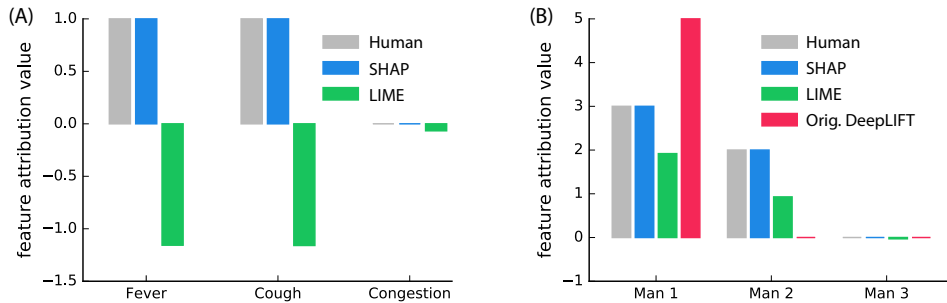 (A)
feature attribution value
1.0
0.5
0.0
−0.5
−1.0
−1.5
Human
SHAP
LIME
Fever
Cough
Congestion
(B)
feature attribution value
5
4
3
2
1
0
−1
Human
SHAP
LIME
Orig. DeepLIFT
Man 1
Man 2
Man 3